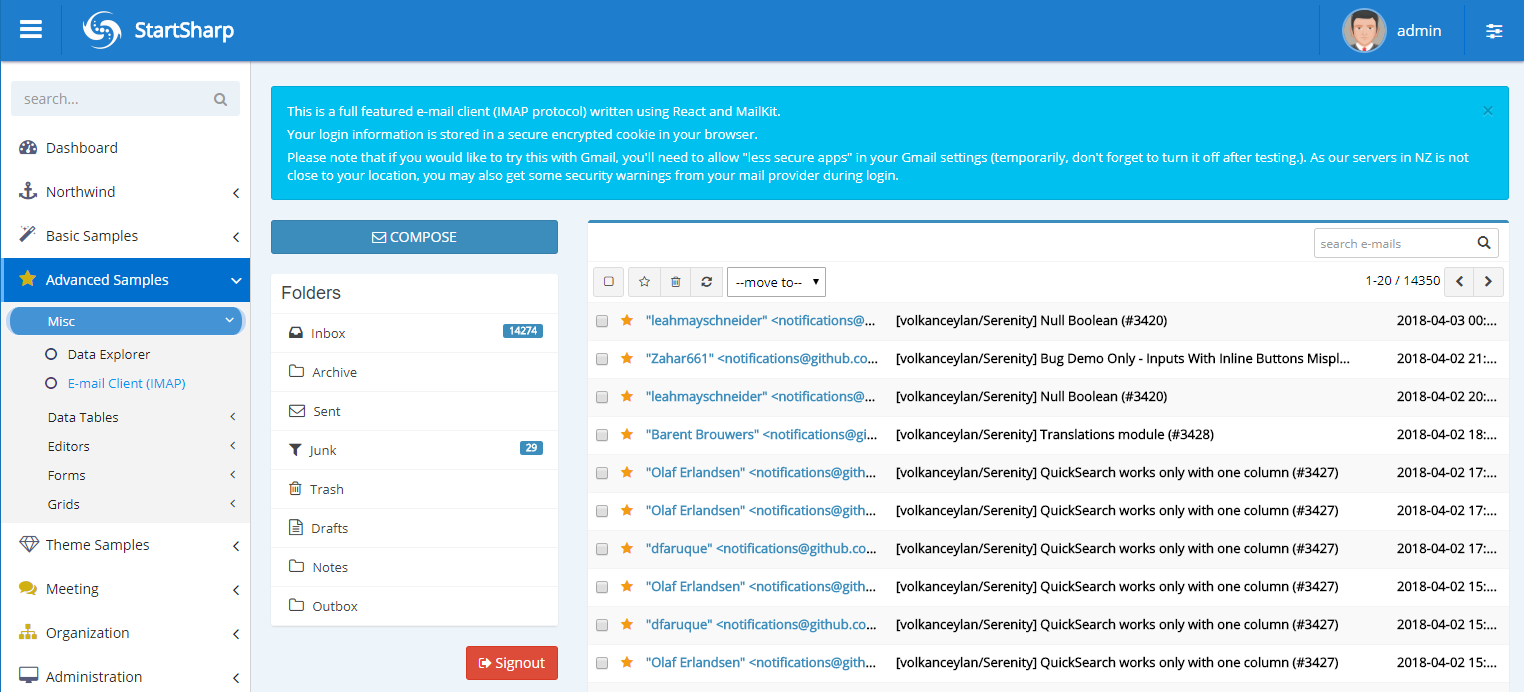 StartSharp
admin
search...
Dashboard
Northwind
Basic Samples
Advanced Samples
Misc
Data Explorer
E-mail Client (IMAP)
Data Tables
Editors
Forms
Grids
Theme Samples
Meeting
Organization
Administration
This is a full featured e-mail client (IMAP protocol) written using React and MailKit.
Your login information is stored in a secure encrypted cookie in your browser.
Please note that if you would like to try this with Gmail, you'll need to allow "less secure apps" in your Gmail settings (temporarily, don't forget to turn it off after testing.). As our servers in NZ is not
close to your location, you may also get some security warnings from your mail provider during login.
×
COMPOSE
Folders
Inbox 14274
Archive
Sent
Junk 29
Trash
Drafts
Notes
Outbox
Signout
search e-mails
--move to-- 1-20 / 14350
"leahmayschneider" <notifications@... [volkanceylan/Serenity] Null Boolean (#3420) 2018-04-03 00:...
"Zahar661" <notifications@github.co... [volkanceylan/Serenity] Bug Demo Only - Inputs With Inline Buttons Mispl... 2018-04-02 21:...
"leahmayschneider" <notifications@... [volkanceylan/Serenity] Null Boolean (#3420) 2018-04-02 20:...
"Barent Brouwers" <notifications@gi... [volkanceylan/Serenity] Translations module (#3428) 2018-04-02 18:...
"Olaf Erlandsen" <notifications@gith... [volkanceylan/Serenity] QuickSearch works only with one column (#3427) 2018-04-02 17:...
"Olaf Erlandsen" <notifications@gith... [volkanceylan/Serenity] QuickSearch works only with one column (#3427) 2018-04-02 17:...
"dfaruque" <notifications@github.co... [volkanceylan/Serenity] QuickSearch works only with one column (#3427) 2018-04-02 17:...
"Olaf Erlandsen" <notifications@gith... [volkanceylan/Serenity] QuickSearch works only with one column (#3427) 2018-04-02 15:...
"dfaruque" <notifications@github.co... [volkanceylan/Serenity] QuickSearch works only with one column (#3427) 2018-04-02 15:...
"Olaf Erlandsen" <notifications@gith... [volkanceylan/Serenity] QuickSearch works only with one column (#3427) 2018-04-02 15:...